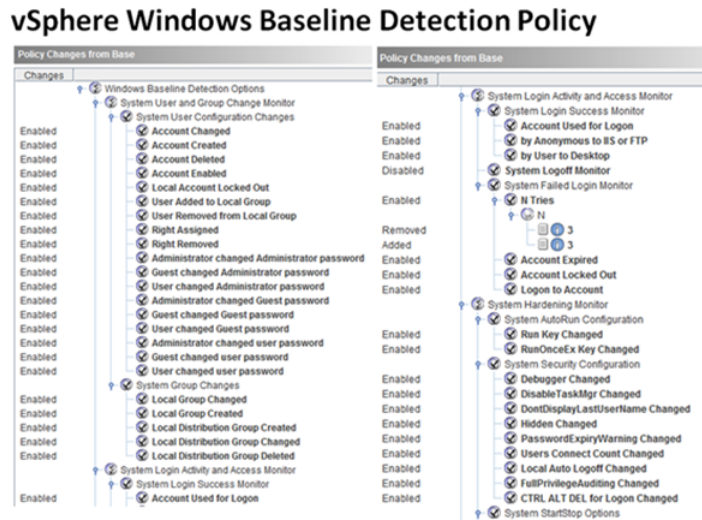 vSphere Windows Baseline Detection Policy
Policy Changes from Base
Changes
Windows Baseline Detection Options
System User and Group Change Monitor
System User Configuration Changes
Enabled Account Changed
Enabled Account Created
Enabled Account Deleted
Enabled Account Enabled
Enabled Local Account Locked Out
Enabled User Added to Local Group
Enabled User Removed from Local Group
Enabled Right Assigned
Enabled Right Removed
Enabled Administrator changed Administrator password
Enabled Guest changed Administrator password
Enabled User changed Administrator password
Enabled Administrator changed Guest password
Enabled Guest changed Guest password
Enabled User changed Guest password
Enabled Administrator changed user password
Enabled Guest changed user password
Enabled User changed user password
System Group Changes
Enabled Local Group Changed
Enabled Local Group Created
Enabled Local Distribution Group Created
Enabled Local Distribution Group Changed
Enabled Local Distribution Group Deleted
System Login Activity and Access Monitor
System Login Success Monitor
Enabled Account Used for Logon
Policy Changes from Base
Changes
System Login Activity and Access Monitor
System Login Success Monitor
Enabled Account Used for Logon
Enabled by Anonymous to IIS or FTP
Enabled by User to Desktop
Disabled System Logoff Monitor
System Failed Login Monitor
Enabled N Tries
N
Removed 3
Added 3
Enabled Account Expired
Enabled Account Locked Out
Enabled Logon to Account
System Hardening Monitor
System AutoRun Configuration
Enabled Run Key Changed
Enabled RunOnceEx Key Changed
System Security Configuration
Enabled Debugger Changed
Enabled DisableTaskMgr Changed
Enabled DontDisplayLastUserName Changed
Enabled Hidden Changed
Enabled PasswordExpiryWarning Changed
Enabled Users Connect Count Changed
Enabled Local Auto Logoff Changed
Enabled FullPrivilegeAuditing Changed
Enabled CTRL ALT DEL for Logon Changed
System StartStop Options